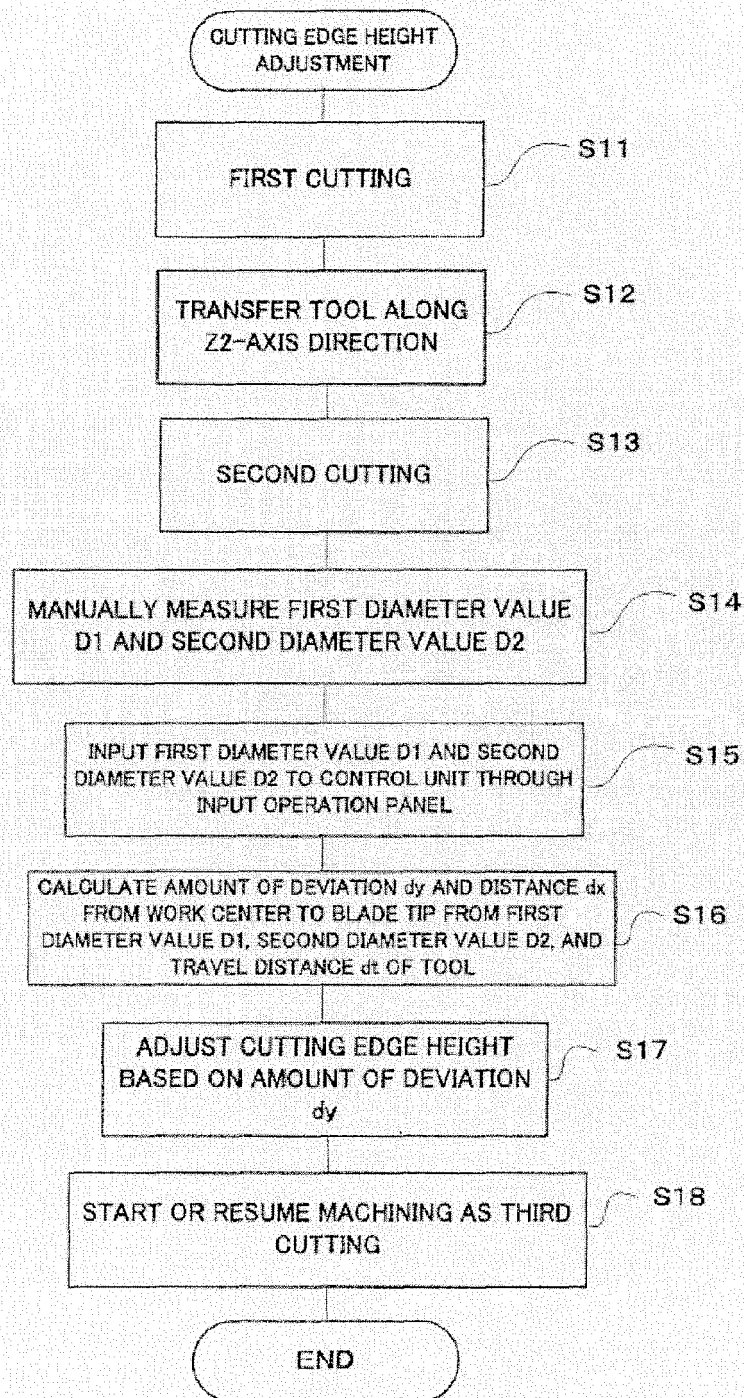 CUTTING EDGE HEIGHT
ADJUSTMENT
FIRST CUTTING
S11
TRANSFER TOOL ALONG
Z2-AXIS DIRECTION
S12
SECOND CUTTING
S13
MANUALLY MEASURE FIRST DIAMETER VALUE
D1 AND SECOND DIAMETER VALUE D2
S14
INPUT FIRST DIAMETER VALUE D1 AND SECOND
DIAMETER VALUE D2 TO CONTROL UNIT THROUGH
INPUT OPERATION PANEL
S15
CALCULATE AMOUNT OF DEVIATION dy AND DISTANCE dx
FROM WORK CENTER TO BLADE TIP FROM FIRST
DIAMETER VALUE D1, SECOND DIAMETER VALUE D2, AND
TRAVEL DISTANCE dt OF TOOL
S16
ADJUST CUTTING EDGE HEIGHT
BASED ON AMOUNT OF DEVIATION
dy
S17
START OR RESUME MACHINING AS THIRD
CUTTING
S18
END